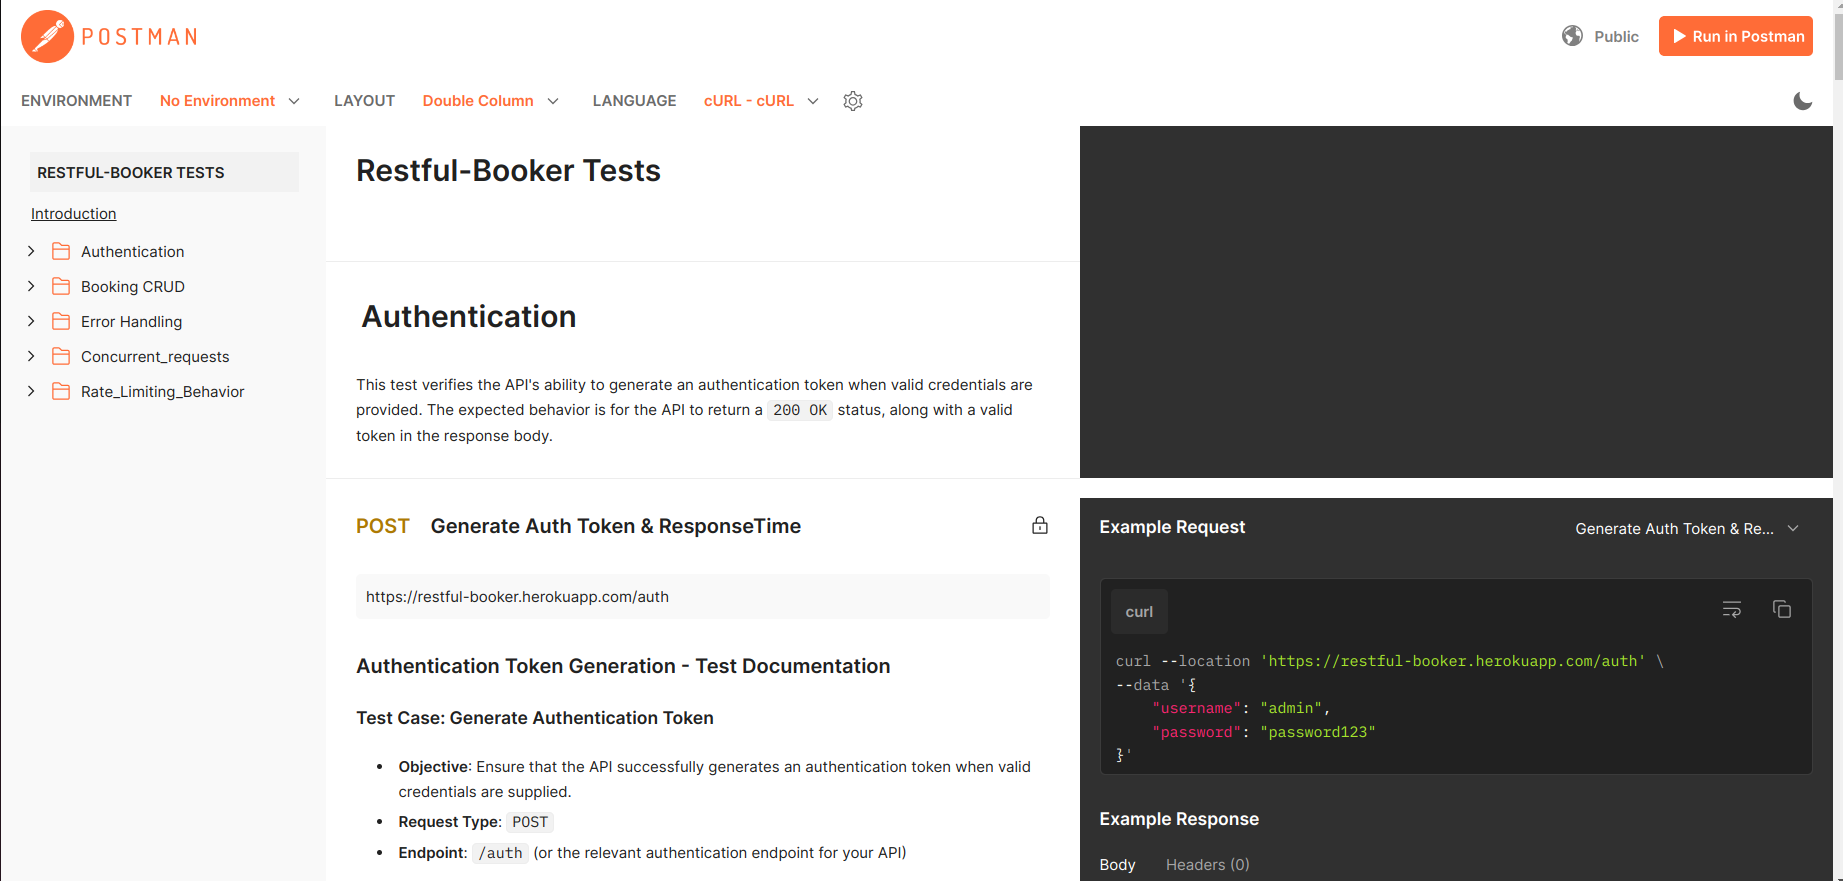 POSTMAN
Public
Run in Postman
ENVIRONMENT No Environment LAYOUT Double Column LANGUAGE cURL - cURL
RESTFUL-BOOKER TESTS
Introduction
Authentication
Booking CRUD
Error Handling
Concurrent_requests
Rate_Limiting_Behavior
Restful-Booker Tests
Authentication
This test verifies the API's ability to generate an authentication token when valid credentials are
provided. The expected behavior is for the API to return a 200 OK status, along with a valid
token in the response body.
POST Generate Auth Token & ResponseTime
https://restful-booker.herokuapp.com/auth
Authentication Token Generation - Test Documentation
Test Case: Generate Authentication Token
• Objective: Ensure that the API successfully generates an authentication token when valid
credentials are supplied.
• Request Type: POST
• Endpoint: /auth (or the relevant authentication endpoint for your API)
Example Request
Generate Auth Token & Re...
curl
curl --location 'https://restful-booker.herokuapp.com/auth' \
--data '{
"username": "admin",
"password": "password123"
}'
Example Response
Body Headers (0)